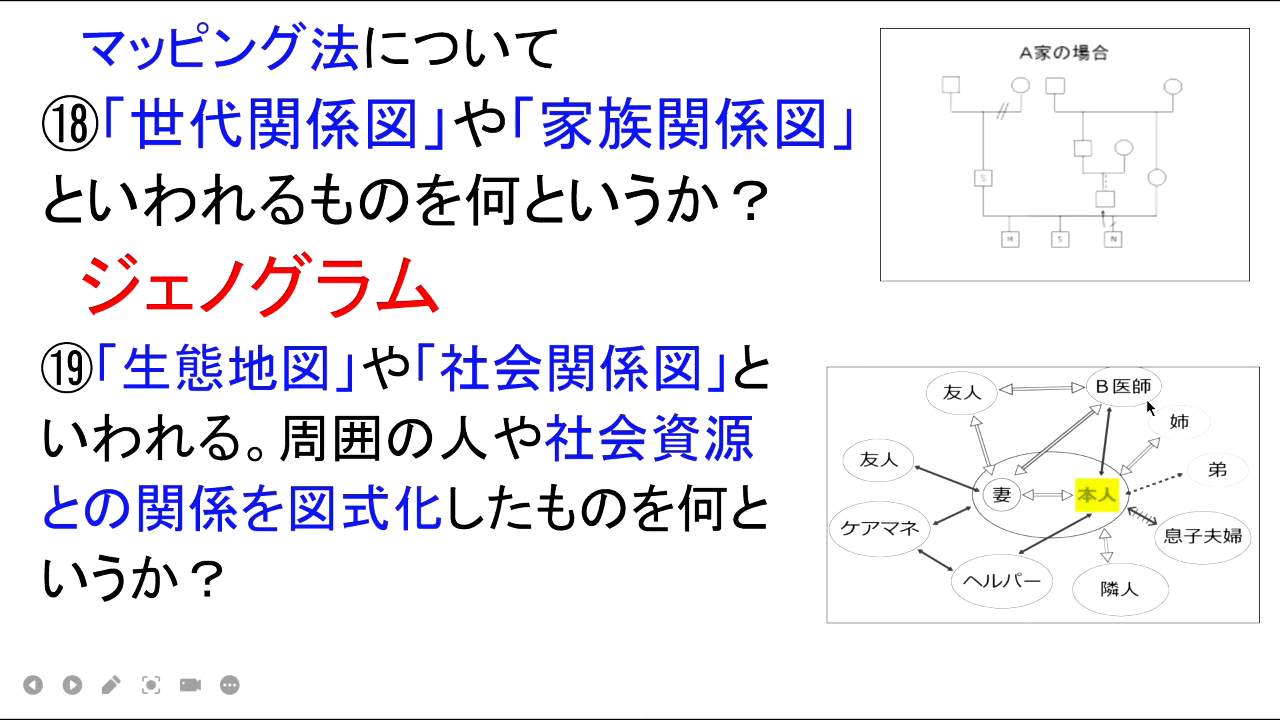 マッピング法について
⑱「世代関係図」や「家族関係図」
といわれるものを何というか？
ジェノグラム
⑲「生態地図」や「社会関係図」と
いわれる。周囲の人や社会資源
との関係を図式化したものを何と
いうか？
A家の場合
S
H
S
N
友人
B医師
姉
友人
弟
妻
本人
ケアマネ
息子夫婦
ヘルパー
隣人